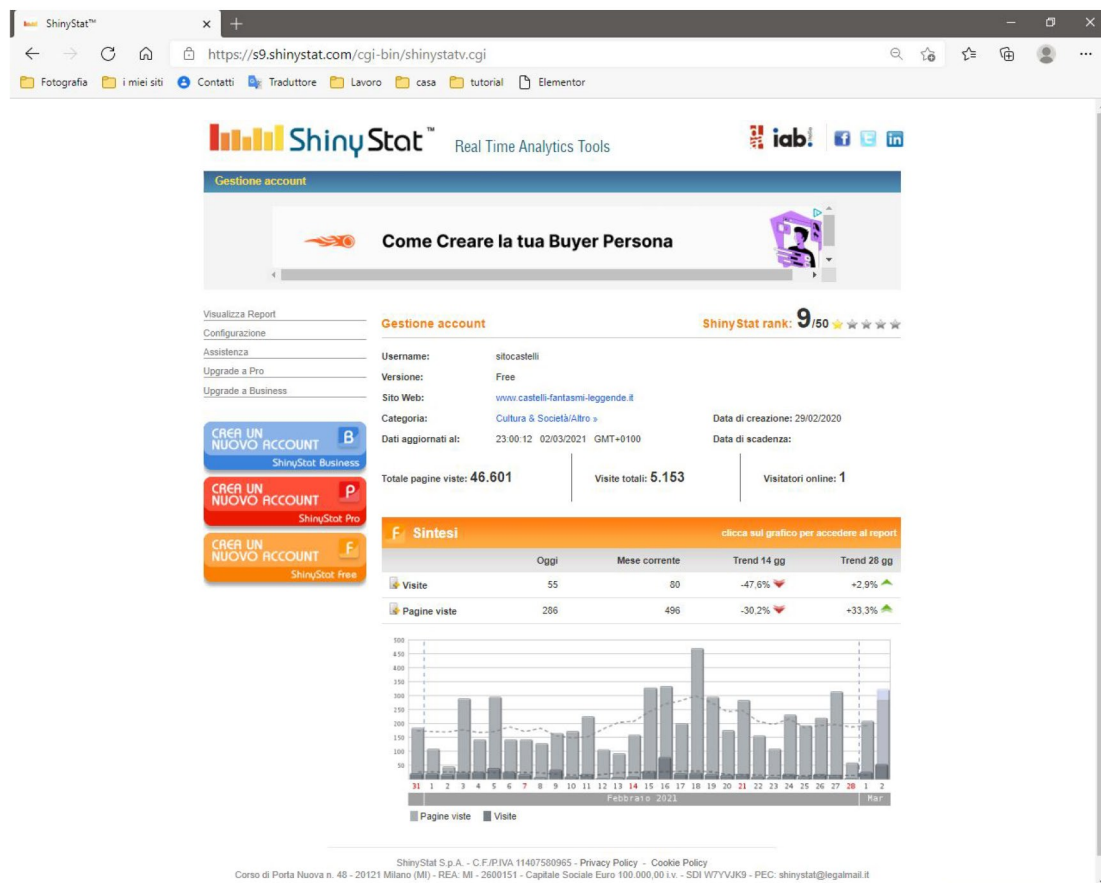 ShinyStat™
https://s9.shinystat.com/cgi-bin/shinystatv.cgi
Fotografia i miei siti Contatti Traduttore Lavoro casa tutorial Elementor
ShinyStat™ Real Time Analytics Tools iab:
Gestione account
Come Creare la tua Buyer Persona
Visualizza Report
Configurazione
Assistenza
Upgrade a Pro
Upgrade a Business
CREA UN NUOVO ACCOUNT B
ShinyStat Business
CREA UN NUOVO ACCOUNT P
ShinyStat Pro
CREA UN NUOVO ACCOUNT F
ShinyStat Free
Gestione account ShinyStat rank: 9/50
Username: sitocastelli
Versione: Free
Sito Web: www.castelli-fantasmi-leggende.it
Categoria: Cultura & Società/Altro » Data di creazione: 29/02/2020
Dati aggiornati al: 23:00:12 02/03/2021 GMT+0100 Data di scadenza:
Totale pagine viste: 46.601 Visite totali: 5.153 Visitatori online: 1
F Sintesi clicca sul grafico per accedere al report
Oggi Mese corrente Trend 14 gg Trend 28 gg
Visite 55 80 -47,6% +2,9%
Pagine viste 286 496 -30,2% +33,3%
500
450
400
350
300
250
200
150
100
50
31 1 2 3 4 5 6 7 8 9 10 11 12 13 14 15 16 17 18 19 20 21 22 23 24 25 26 27 28 1 2
Febbraio 2021 Mar
Pagine viste Visite
ShinyStat S.p.A. - C.F./P.IVA 11407580965 - Privacy Policy - Cookie Policy
Corso di Porta Nuova n. 48 - 20121 Milano (MI) - REA: MI - 2600151 - Capitale Sociale Euro 100.000,00 i.v. - SDI W7YVJK9 - PEC: shinystat@legalmail.it